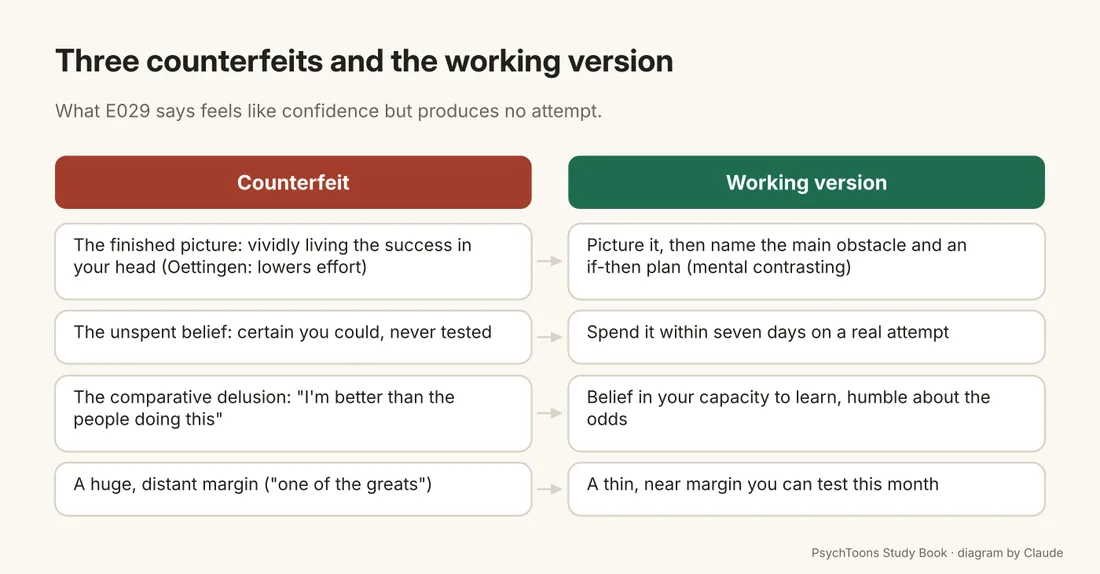 Three counterfeits and the working version
What E029 says feels like confidence but produces no attempt.
Counterfeit
Working version
The finished picture: vividly living the success in
your head (Oettingen: lowers effort)
Picture it, then name the main obstacle and an
if-then plan (mental contrasting)
The unspent belief: certain you could, never tested
Spend it within seven days on a real attempt
The comparative delusion: "I'm better than the
people doing this"
Belief in your capacity to learn, humble about the
odds
A huge, distant margin ("one of the greats")
A thin, near margin you can test this month
PsychToons Study Book · diagram by Claude